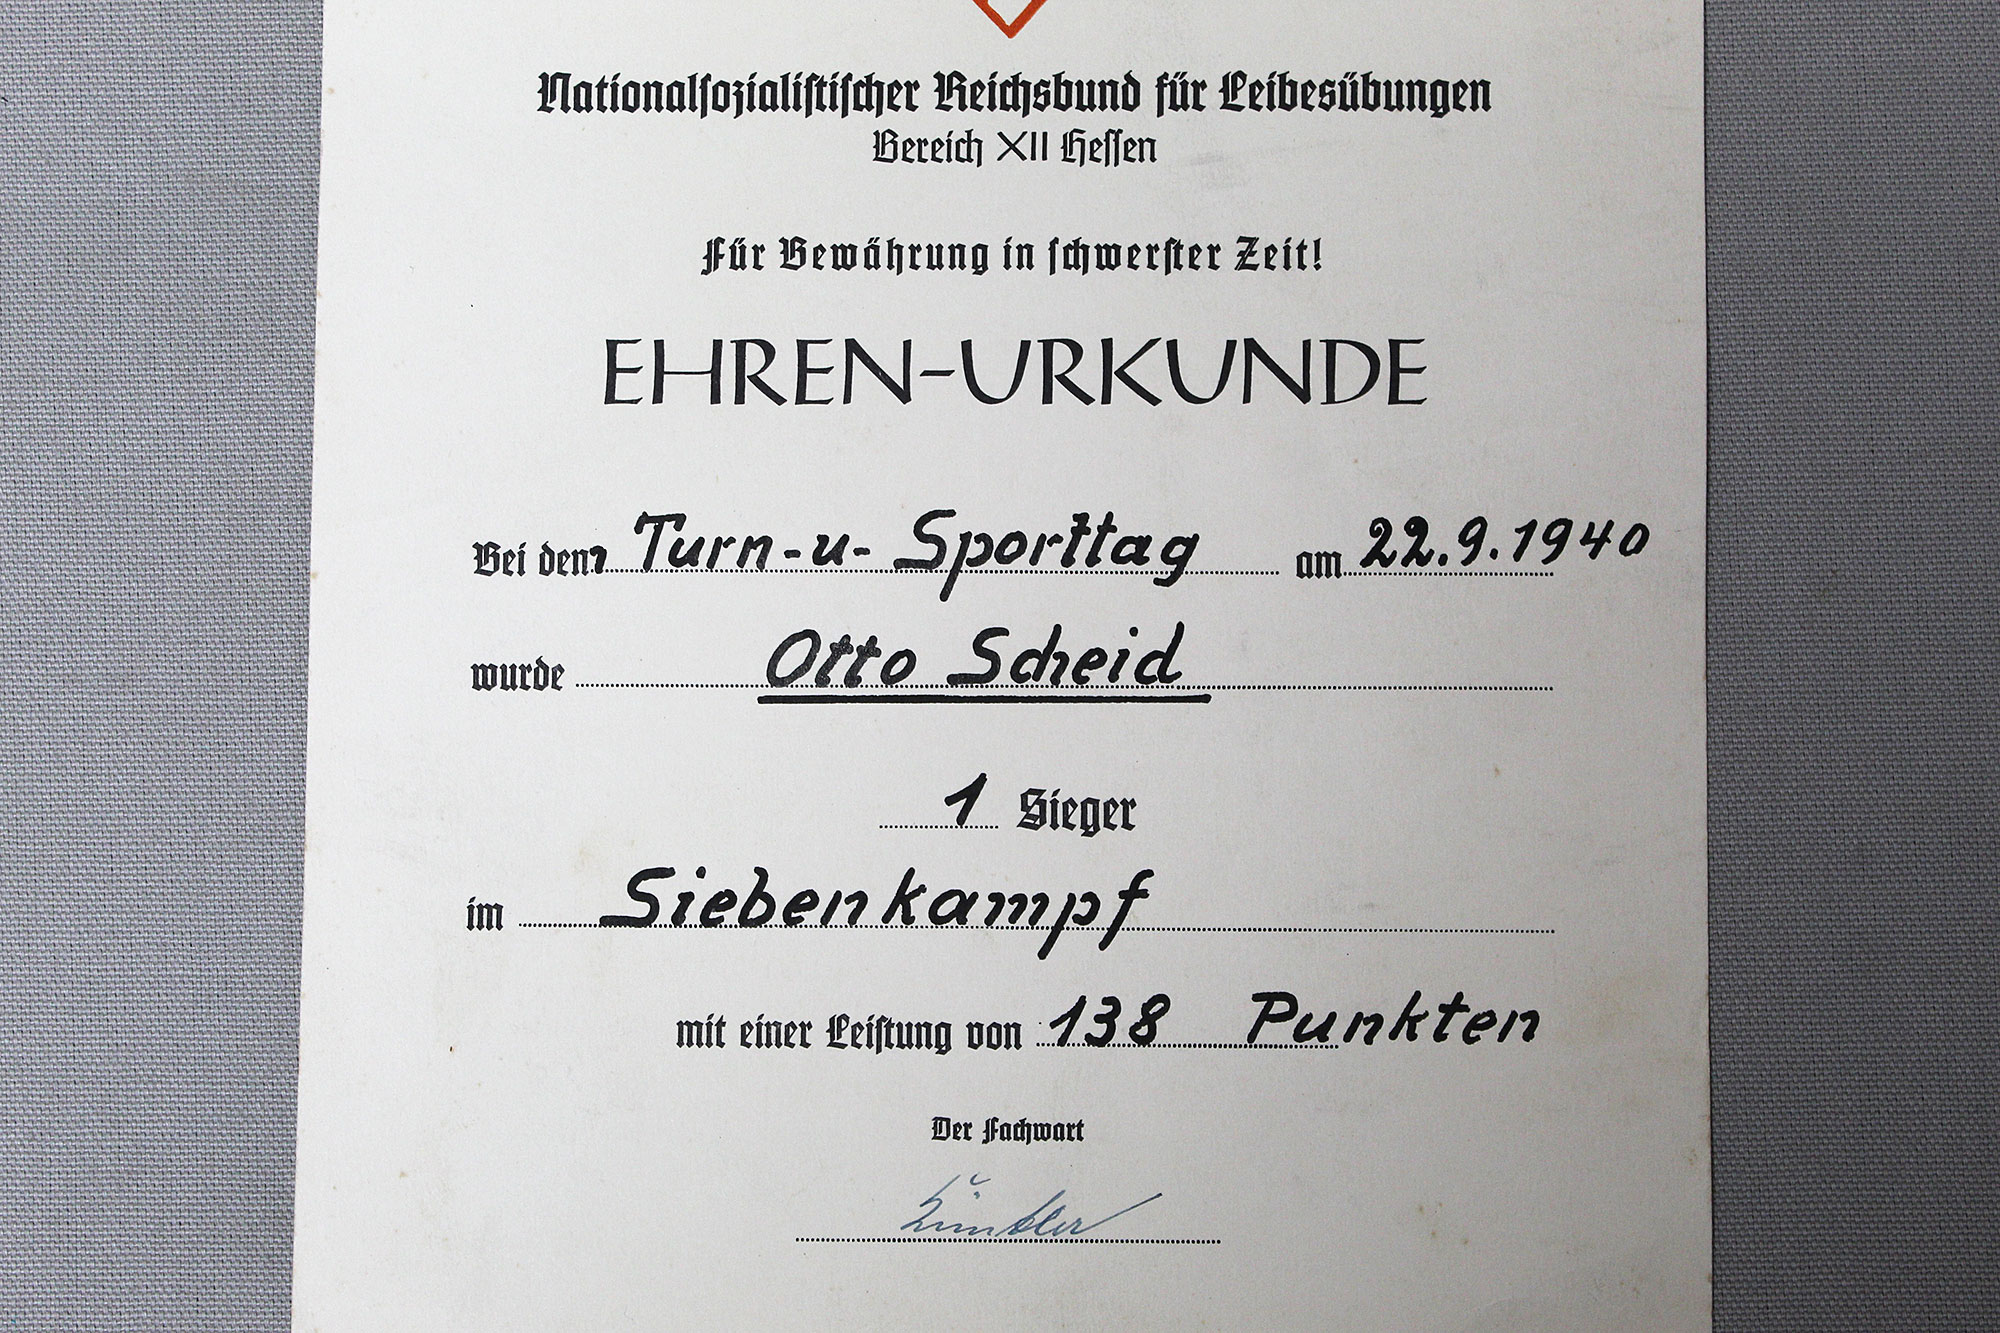 Nationalsozialistischer Reichsbund für Leibesübungen
Bereich XII Hessen
Für Bewährung in schwerster Zeit!
EHREN-URKUNDE
Bei dem Turn-u-Sporttag am 22.9.1940
wurde Otto Scheid
1 Sieger
im Siebenkampf
mit einer Leistung von 138 Punkten
Der Fachwart